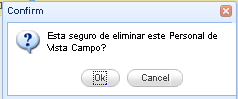 Confirm
Esta seguro de eliminar este Personal de
Vista Campo?
Ok
Cancel